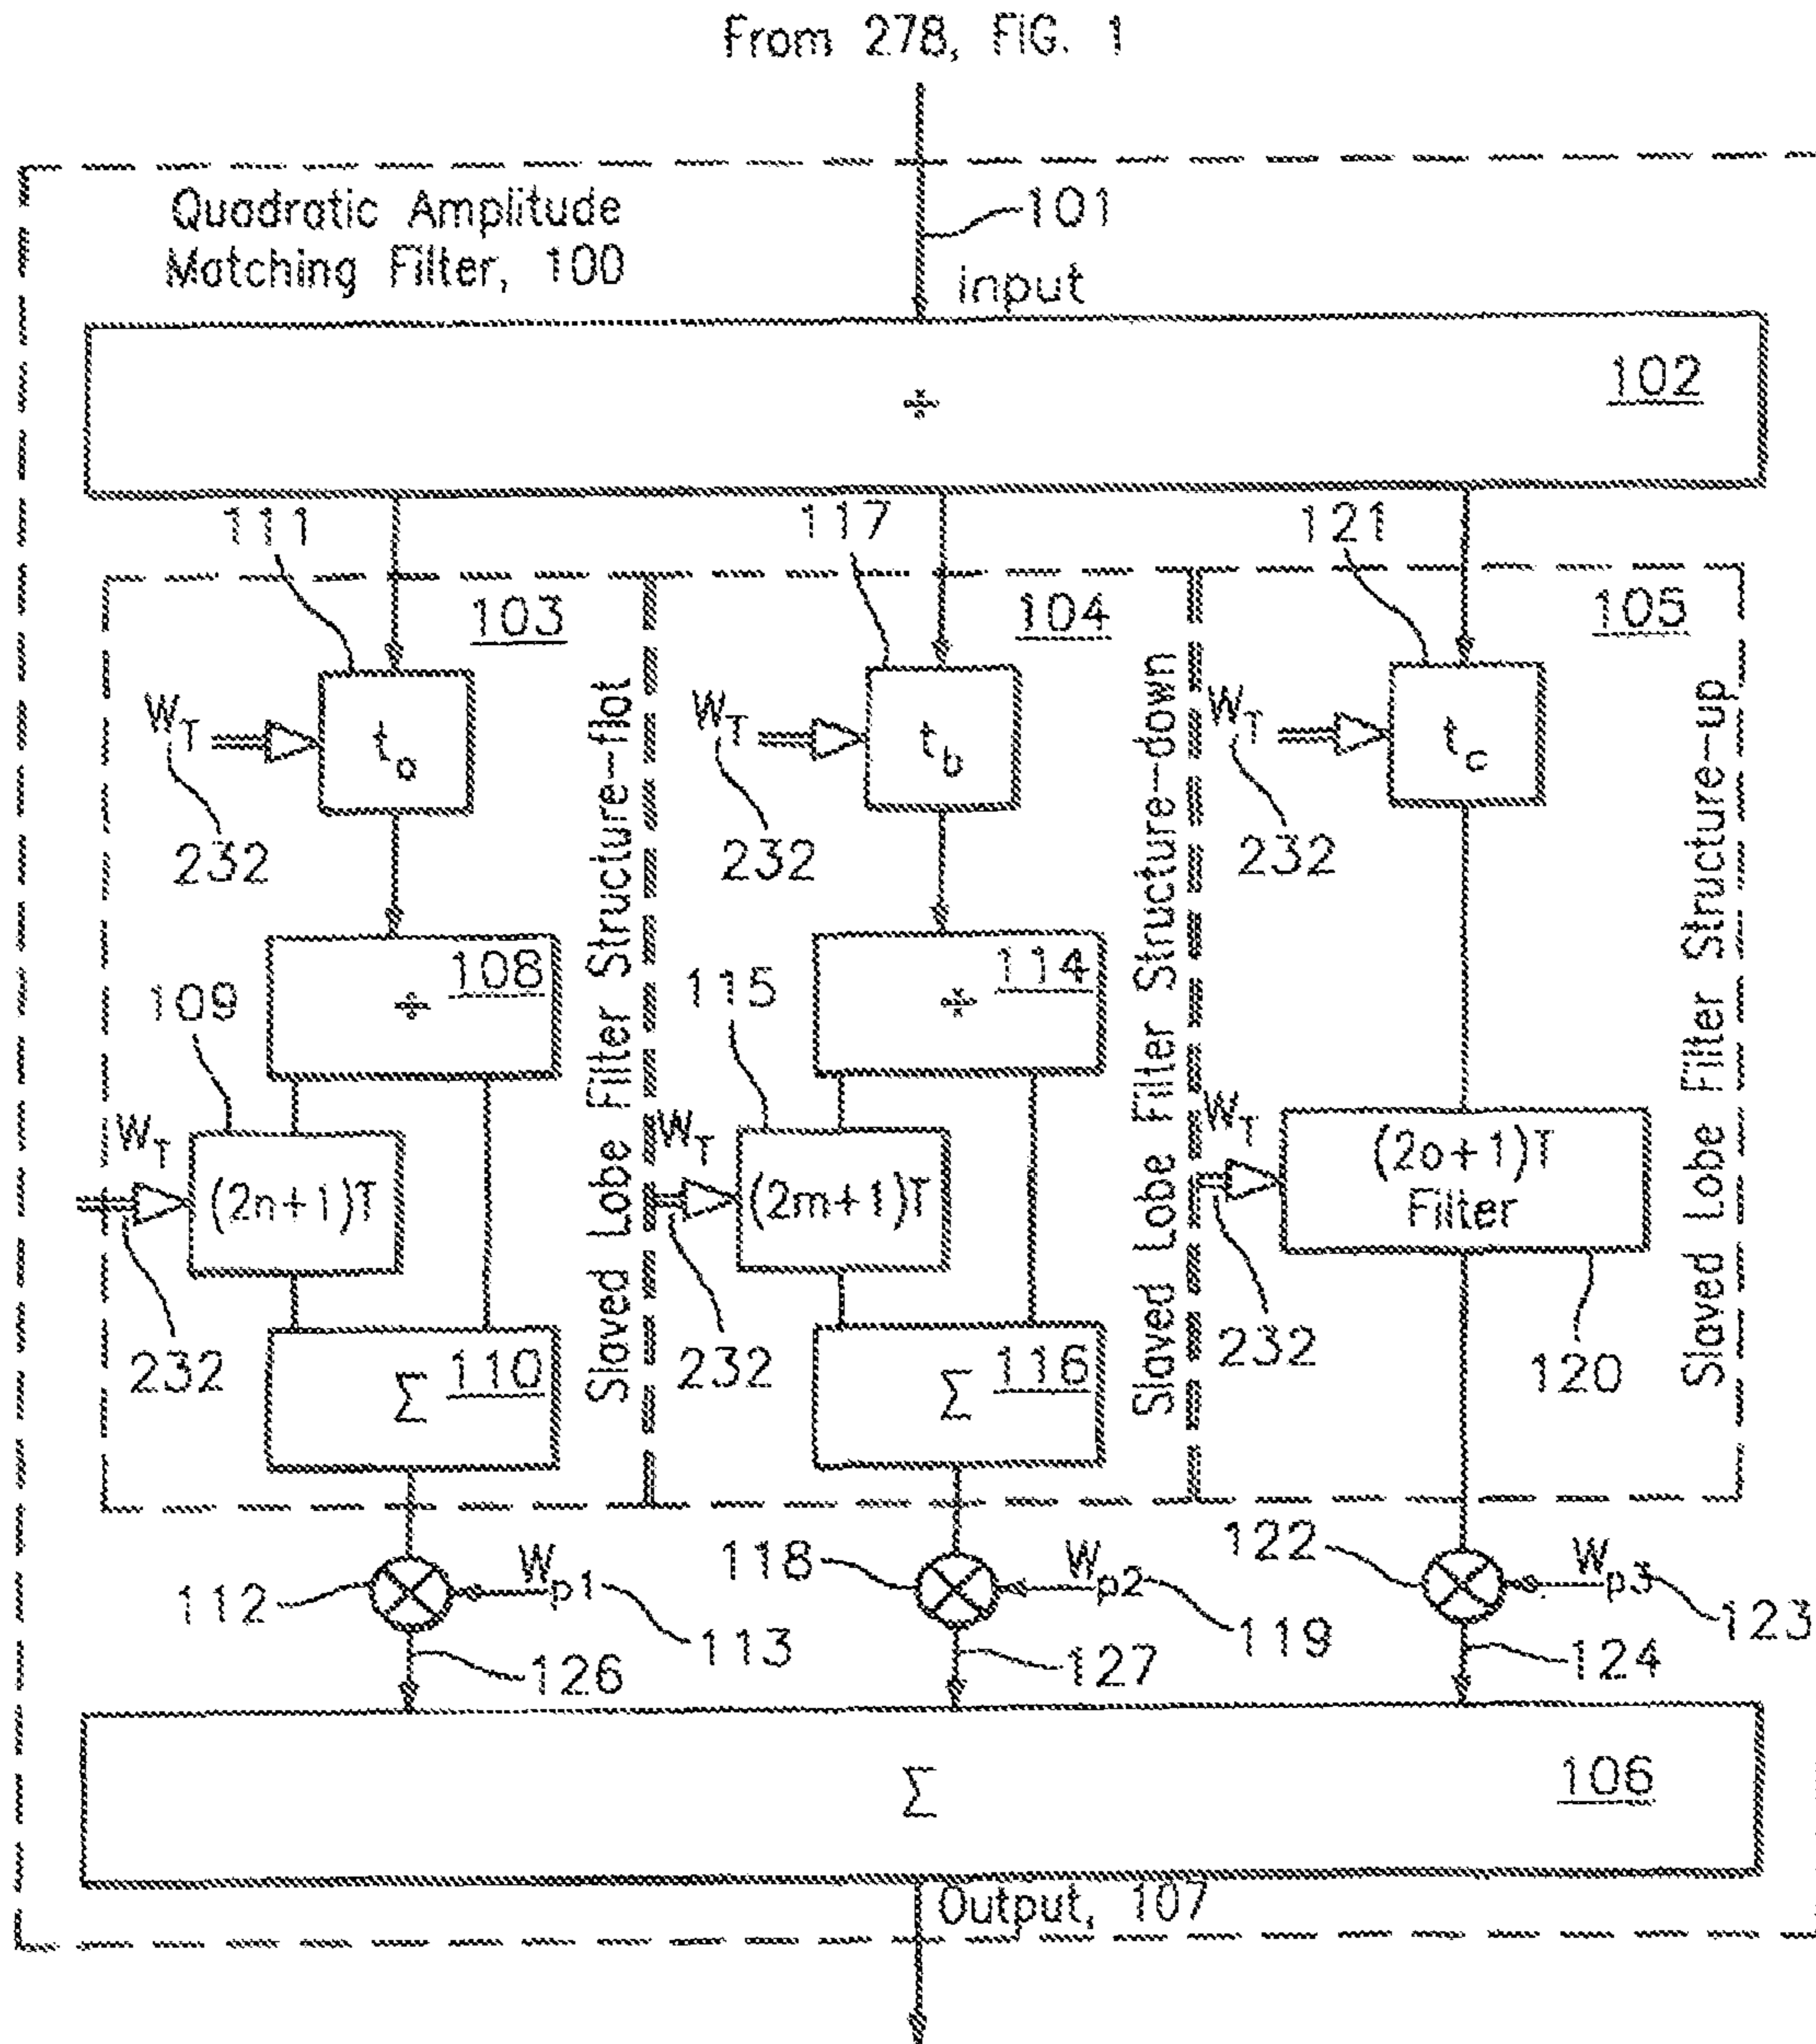 From 278, FIG. 1
Quadratic Amplitude
Matching Filter, 100
101
input
102
÷
111
117
121
103
104
105
W_T
t_a
W_T
t_b
W_T
t_c
232
232
232
Slaved Lobe Filter Structure-flat
Slaved Lobe Filter Structure-down
Slaved Lobe Filter Structure-up
108
÷
114
÷
109
115
W_T
(2n+1)T
W_T
(2m+1)T
W_T
(2o+1)T
Filter
232
232
232
120
Σ 110
Σ 116
112
W_p1
113
118
W_p2
119
122
W_p3
123
126
127
124
Σ
106
Output, 107